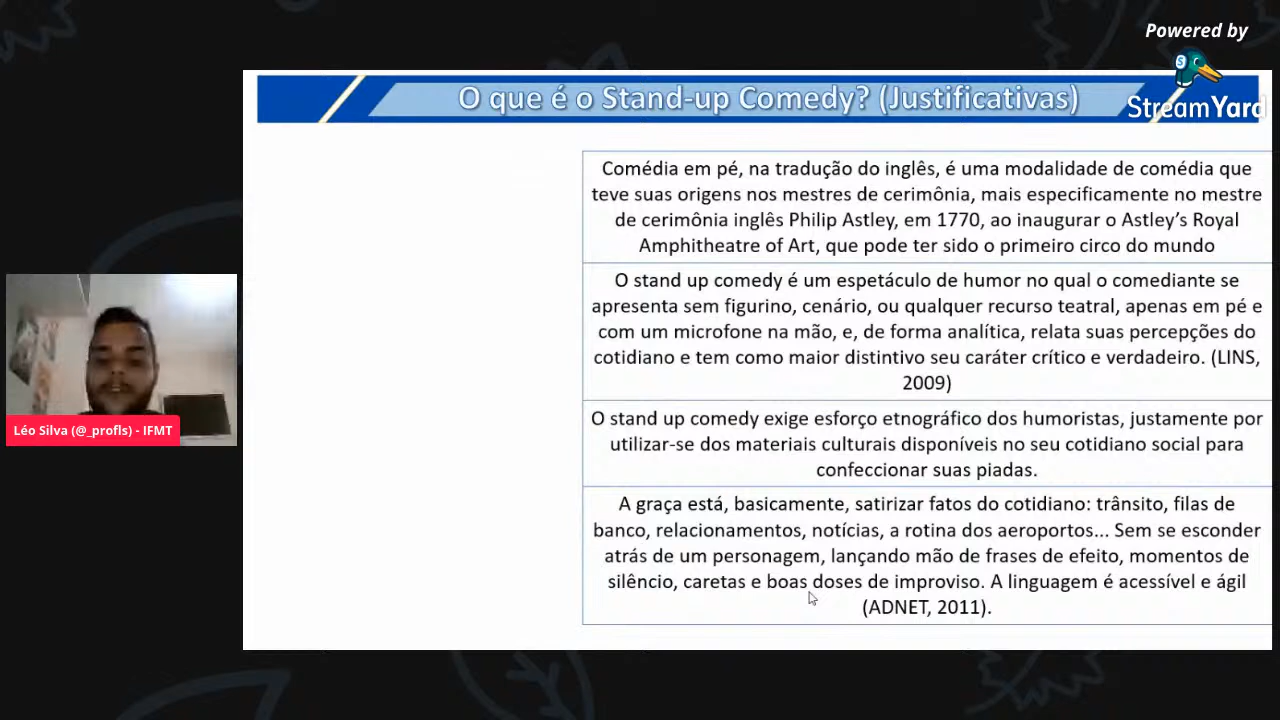 Powered by
StreamYard
O que é o Stand-up Comedy? (Justificativas)
Comédia em pé, na tradução do inglês, é uma modalidade de comédia que
teve suas origens nos mestres de cerimônia, mais especificamente no mestre
de cerimônia inglês Philip Astley, em 1770, ao inaugurar o Astley’s Royal
Amphitheatre of Art, que pode ter sido o primeiro circo do mundo
O stand up comedy é um espetáculo de humor no qual o comediante se
apresenta sem figurino, cenário, ou qualquer recurso teatral, apenas em pé e
com um microfone na mão, e, de forma analítica, relata suas percepções do
cotidiano e tem como maior distintivo seu caráter crítico e verdadeiro. (LINS,
2009)
O stand up comedy exige esforço etnográfico dos humoristas, justamente por
utilizar-se dos materiais culturais disponíveis no seu cotidiano social para
confeccionar suas piadas.
A graça está, basicamente, satirizar fatos do cotidiano: trânsito, filas de
banco, relacionamentos, notícias, a rotina dos aeroportos... Sem se esconder
atrás de um personagem, lançando mão de frases de efeito, momentos de
silêncio, caretas e boas doses de improviso. A linguagem é acessível e ágil
(ADNET, 2011).
Léo Silva (@_profls) - IFMT